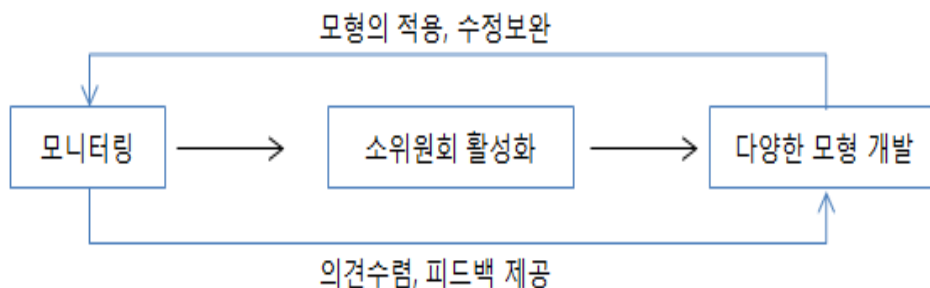 모형의 적용, 수정보완
모니터링
소위원회 활성화
다양한 모형 개발
의견수렴, 피드백 제공